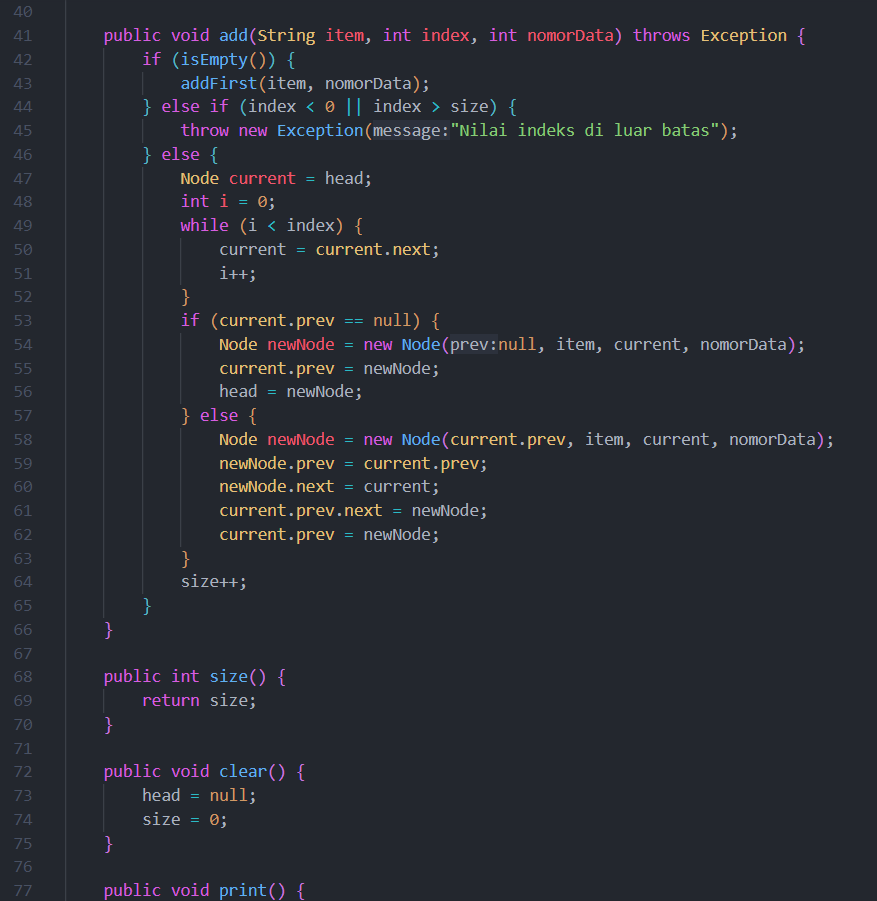 40
41 public void add(String item, int index, int nomorData) throws Exception {
42 if (isEmpty()) {
43 addFirst(item, nomorData);
44 } else if (index < 0 || index > size) {
45 throw new Exception(message:"Nilai indeks di luar batas");
46 } else {
47 Node current = head;
48 int i = 0;
49 while (i < index) {
50 current = current.next;
51 i++;
52 }
53 if (current.prev == null) {
54 Node newNode = new Node(prev:null, item, current, nomorData);
55 current.prev = newNode;
56 head = newNode;
57 } else {
58 Node newNode = new Node(current.prev, item, current, nomorData);
59 newNode.prev = current.prev;
60 newNode.next = current;
61 current.prev.next = newNode;
62 current.prev = newNode;
63 }
64 size++;
65 }
66 }
67
68 public int size() {
69 return size;
70 }
71
72 public void clear() {
73 head = null;
74 size = 0;
75 }
76
77 public void print() {